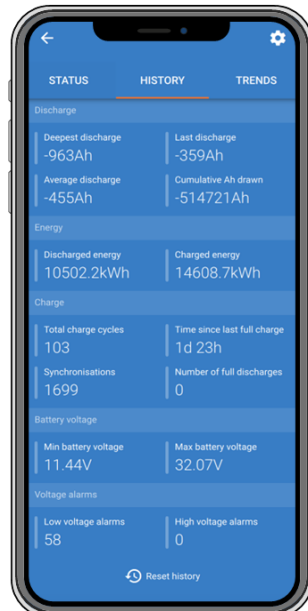 STATUS HISTORY TRENDS
Discharge
Deepest discharge Last discharge
-963Ah -359Ah
Average discharge Cumulative Ah drawn
-455Ah -514721Ah
Energy
Discharged energy Charged energy
10502.2kWh 14608.7kWh
Charge
Total charge cycles Time since last full charge
103 1d 23h
Synchronisations Number of full discharges
1699 0
Battery voltage
Min battery voltage Max battery voltage
11.44V 32.07V
Voltage alarms
Low voltage alarms High voltage alarms
58 0
Reset history